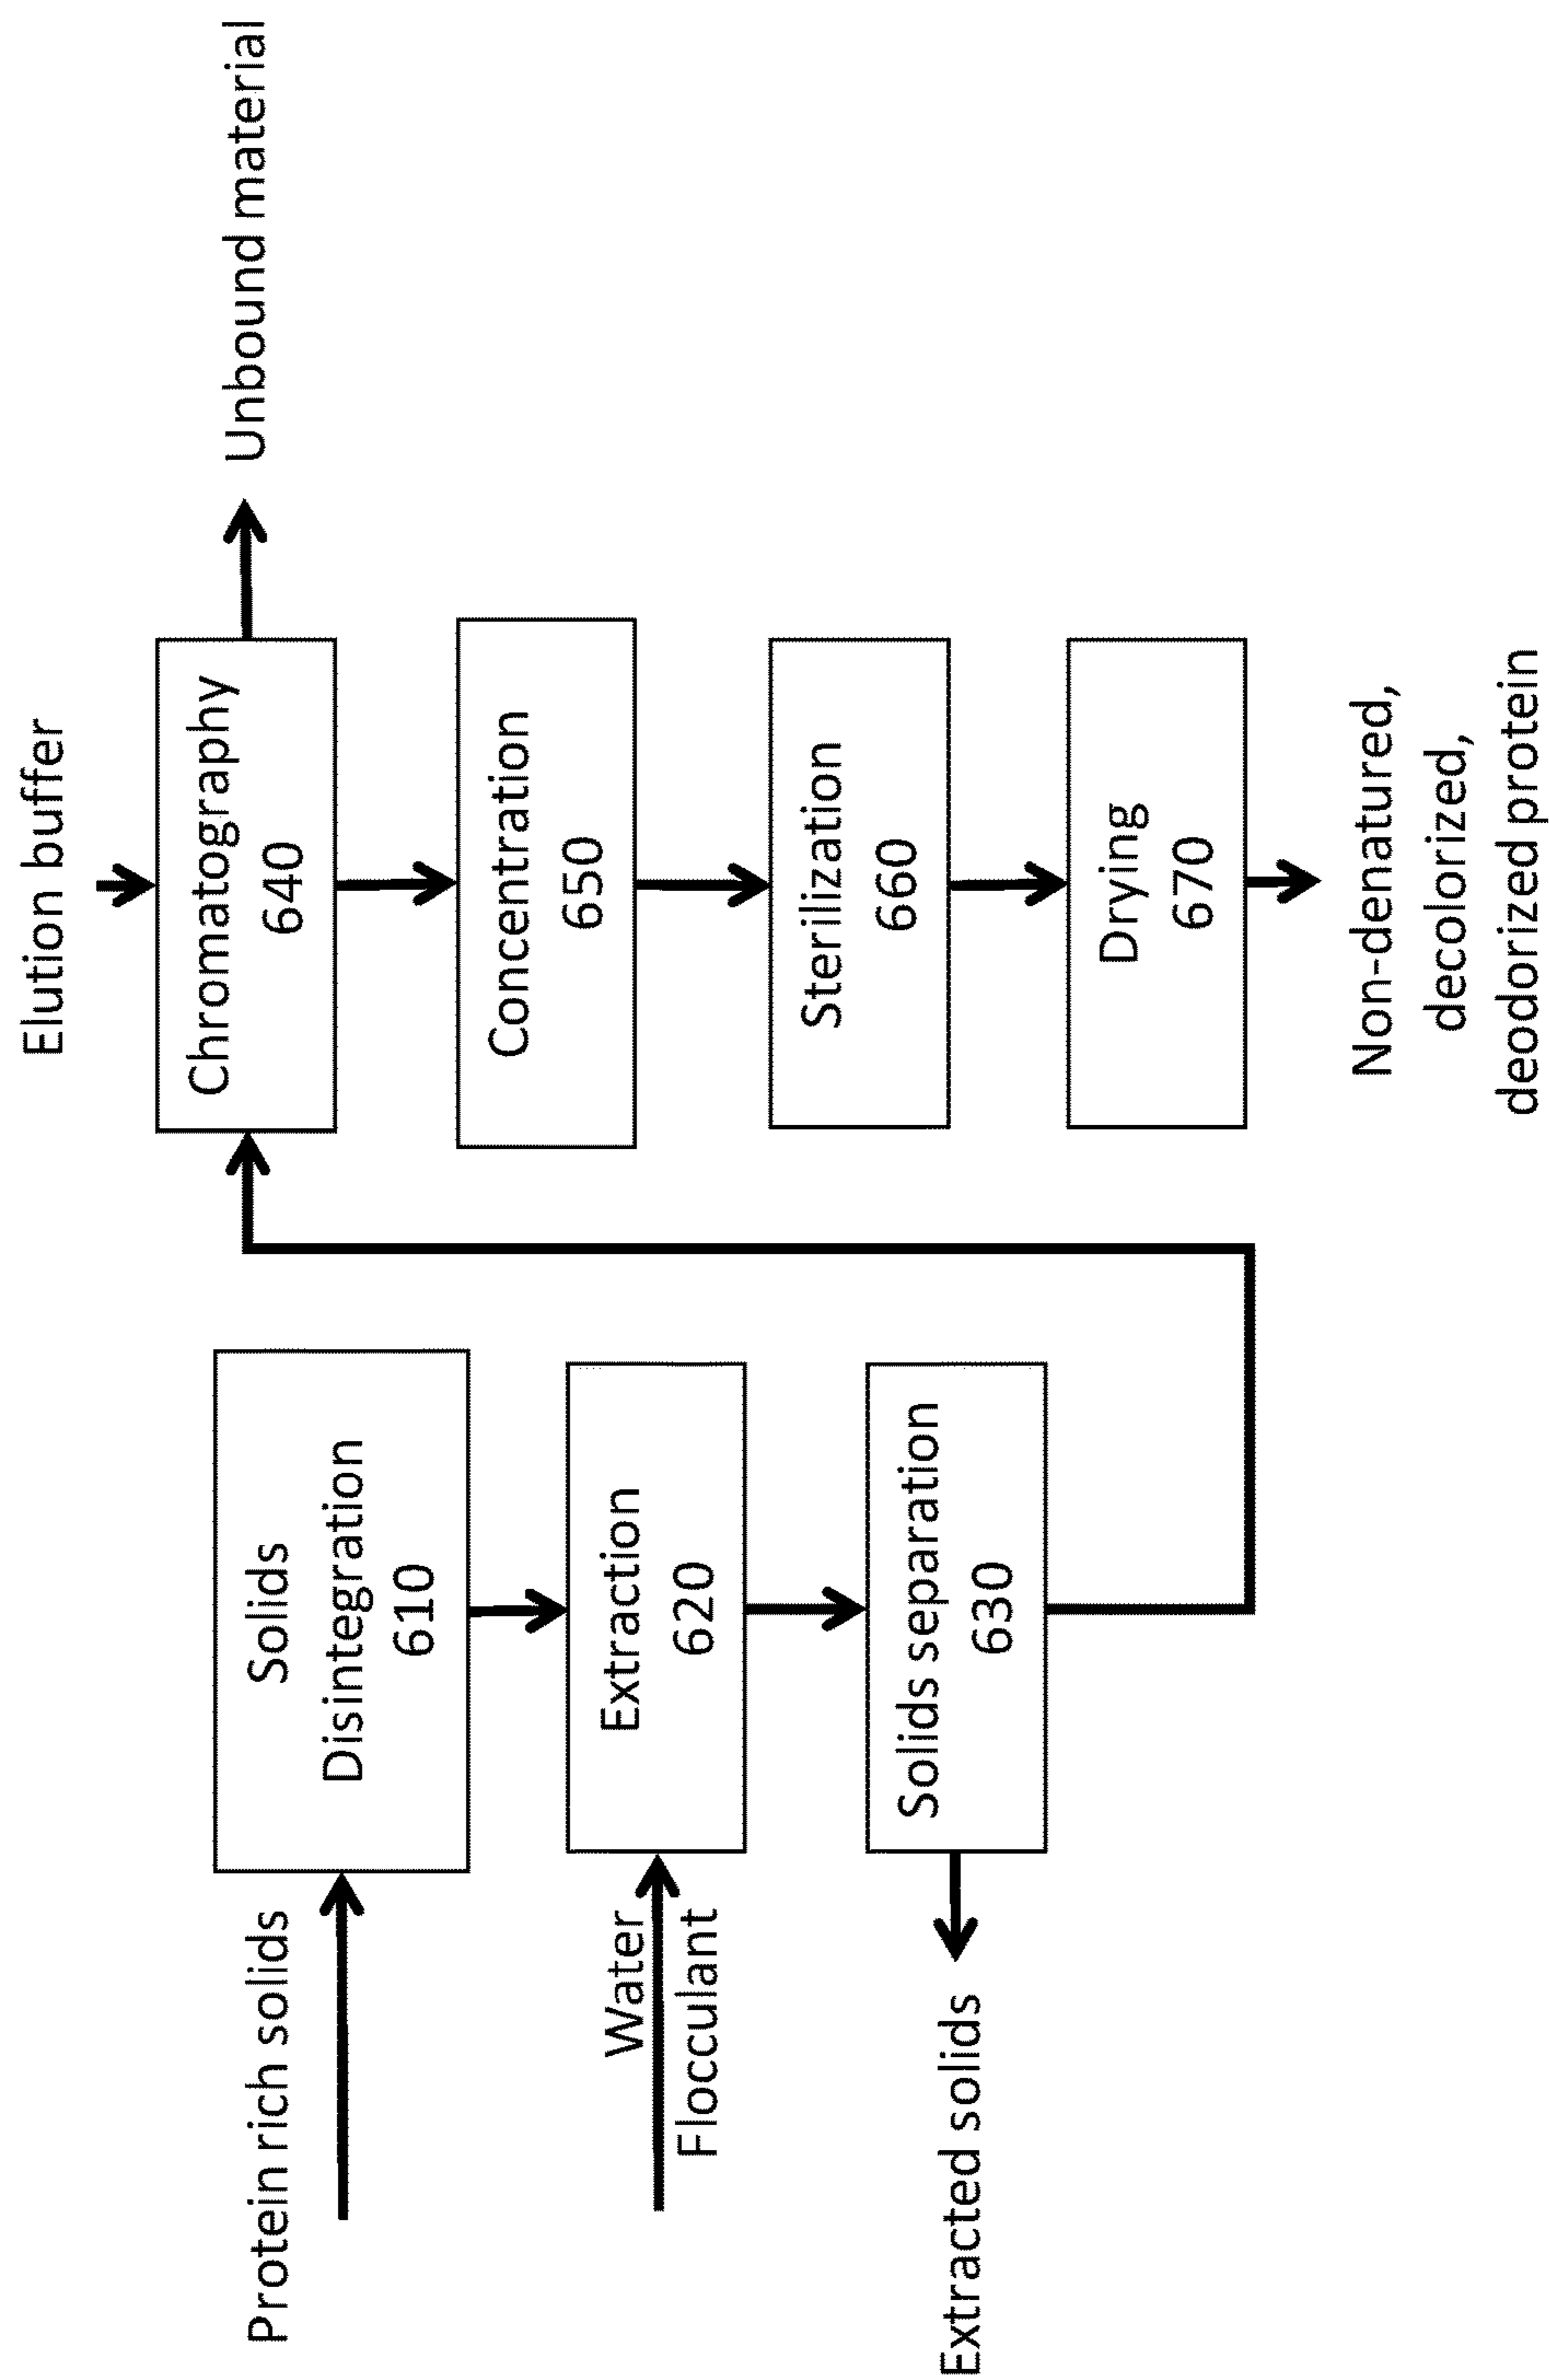 Protein rich solids
Solids
Disintegration
610
Water
Flocculant
Extraction
620
Solids separation
630
Extracted solids
Elution buffer
Chromatography
640
Unbound material
Concentration
650
Sterilization
660
Drying
670
Non-denatured,
decolorized,
deodorized protein